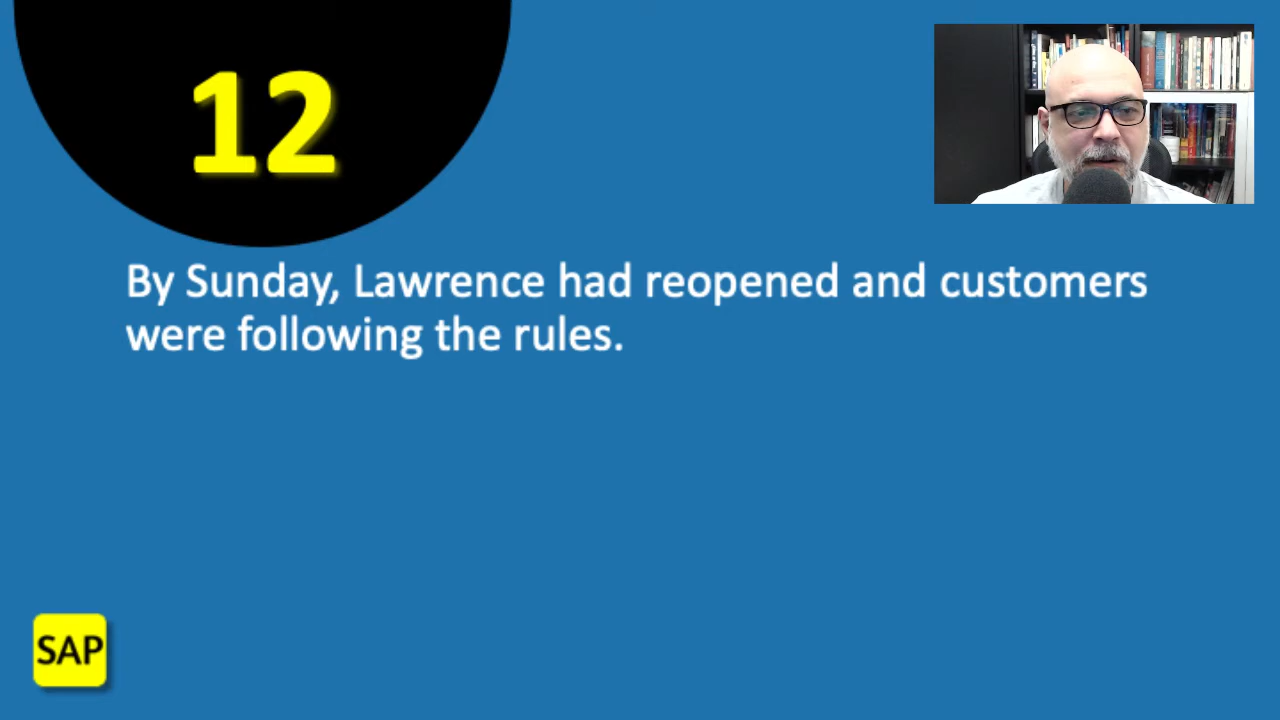 12
By Sunday, Lawrence had reopened and customers
were following the rules.
SAP